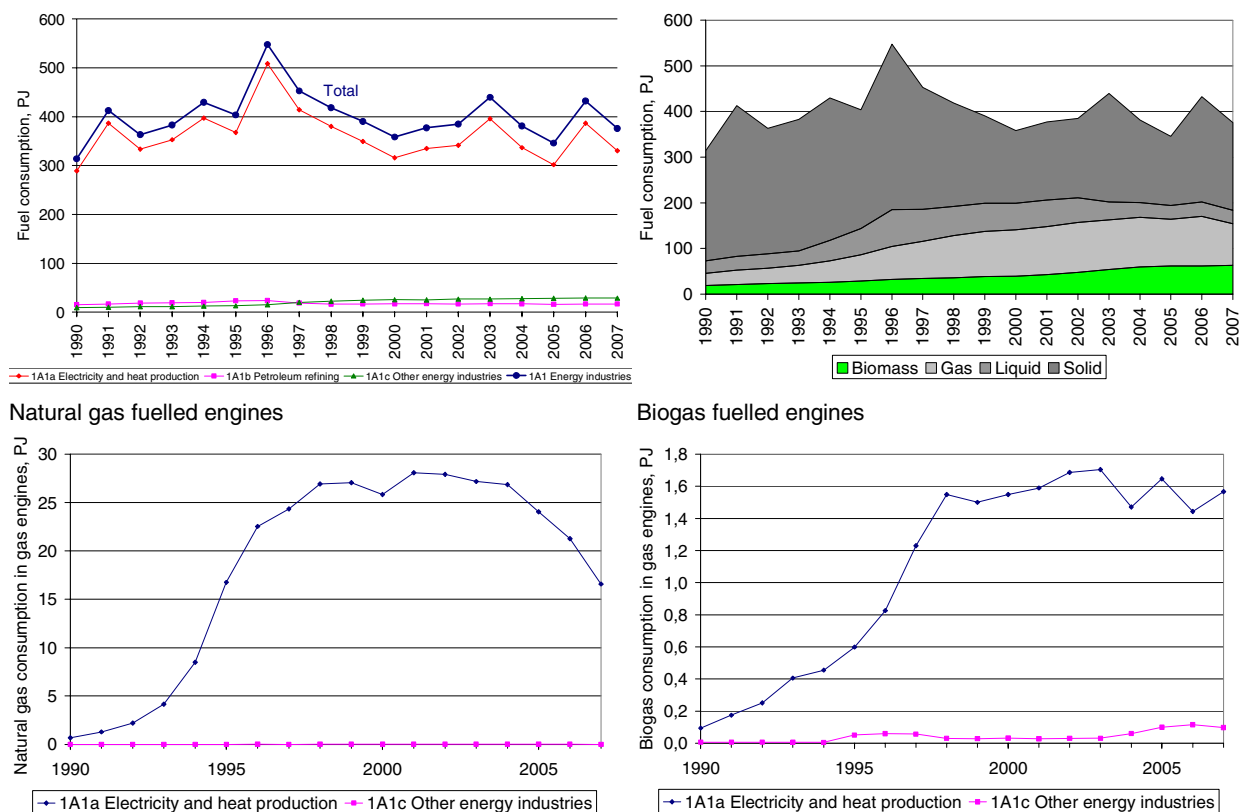 600
500
400
300
200
100
0
Fuel consumption, PJ
Total
1990 1991 1992 1993 1994 1995 1996 1997 1998 1999 2000 2001 2002 2003 2004 2005 2006 2007
1A1a Electricity and heat production 1A1b Petroleum refining 1A1c Other energy industries 1A1 Energy industries
600
500
400
300
200
100
0
Fuel consumption, PJ
1990 1991 1992 1993 1994 1995 1996 1997 1998 1999 2000 2001 2002 2003 2004 2005 2006 2007
Biomass Gas Liquid Solid
Natural gas fuelled engines
30
25
20
15
10
5
0
Natural gas consumption in gas engines, PJ
1990 1995 2000 2005
1A1a Electricity and heat production 1A1c Other energy industries
Biogas fuelled engines
1,8
1,6
1,4
1,2
1,0
0,8
0,6
0,4
0,2
0,0
Biogas consumption in gas engines, PJ
1990 1995 2000 2005
1A1a Electricity and heat production 1A1c Other energy industries